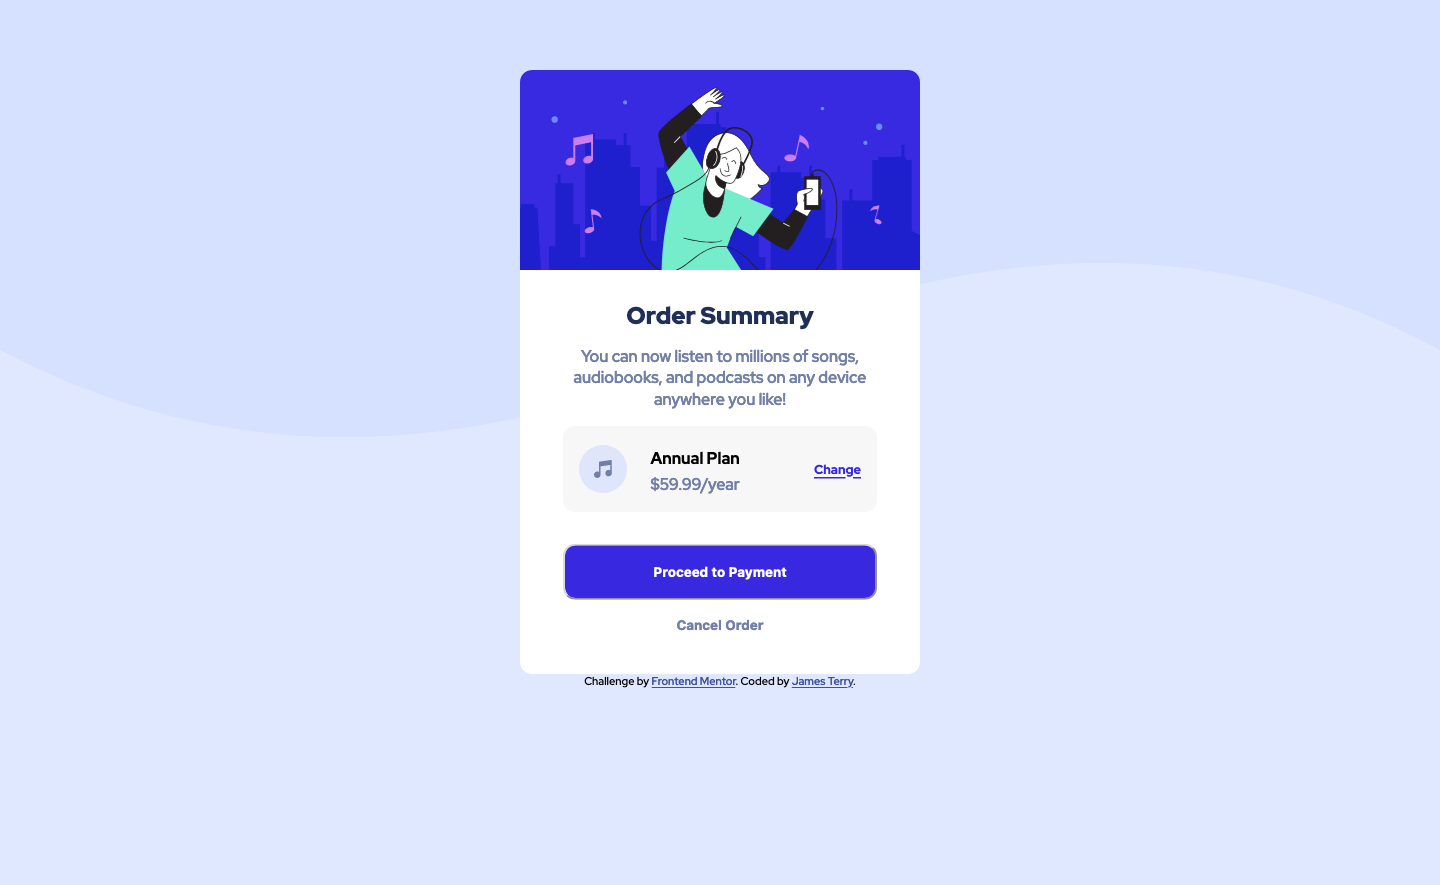 Order Summary
You can now listen to millions of songs,
audiobooks, and podcasts on any device
anywhere you like!
Annual Plan
$59.99/year
Change
Proceed to Payment
Cancel Order
Challenge by Frontend Mentor. Coded by James Terry.